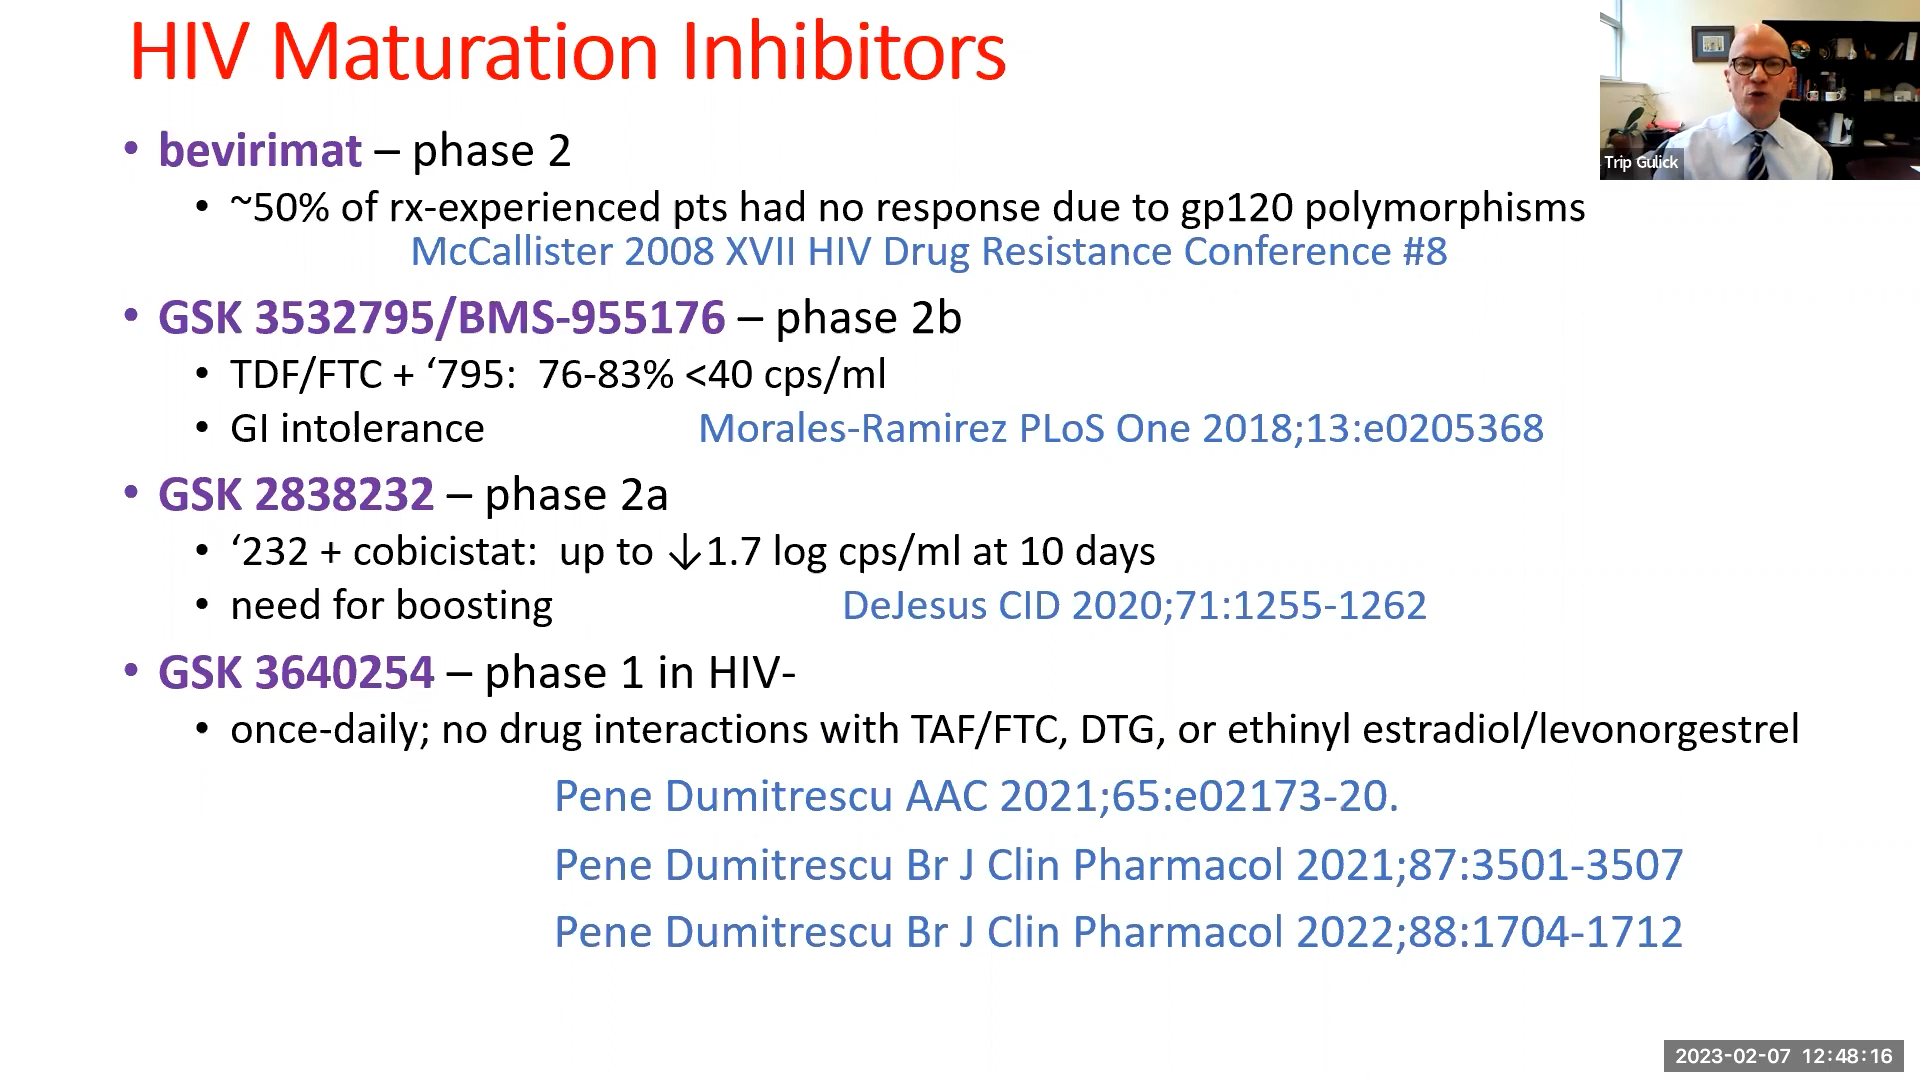 HIV Maturation Inhibitors
Trip Gulick
• bevirimat – phase 2
• ~50% of rx-experienced pts had no response due to gp120 polymorphisms
McCallister 2008 XVII HIV Drug Resistance Conference #8
• GSK 3532795/BMS-955176 – phase 2b
• TDF/FTC + ‘795:  76-83% <40 cps/ml
• GI intolerance Morales-Ramirez PLoS One 2018;13:e0205368
• GSK 2838232 – phase 2a
• ‘232 + cobicistat:  up to ↓1.7 log cps/ml at 10 days
• need for boosting DeJesus CID 2020;71:1255-1262
• GSK 3640254 – phase 1 in HIV-
• once-daily; no drug interactions with TAF/FTC, DTG, or ethinyl estradiol/levonorgestrel
Pene Dumitrescu AAC 2021;65:e02173-20.
Pene Dumitrescu Br J Clin Pharmacol 2021;87:3501-3507
Pene Dumitrescu Br J Clin Pharmacol 2022;88:1704-1712
2023-02-07 12:48:16